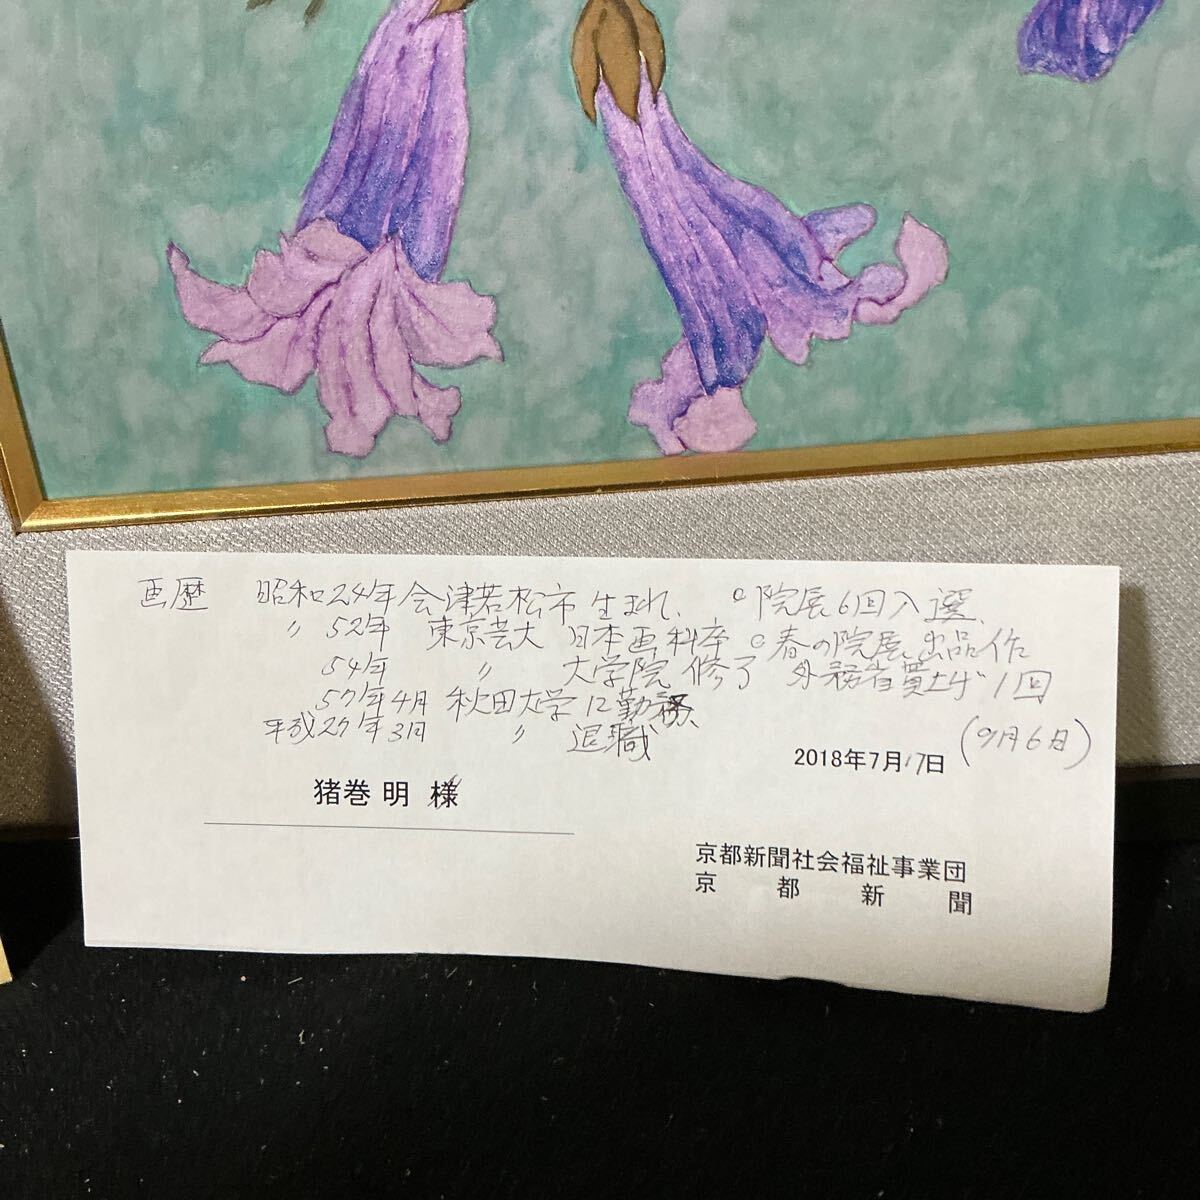 画歴 昭和24年会津若松市生まれ、 ○院展6回入選、
〃 52年 東京芸大 日本画科卒 ○春の院展、出品作
54年 〃 大学院修了 外務省買上げ1回
57年4月 秋田大学に勤務、
平成27年3月 〃 退職
2018年7月17日 (9月6日)
猪巻 明 様
京都新聞社会福祉事業団
京都新聞